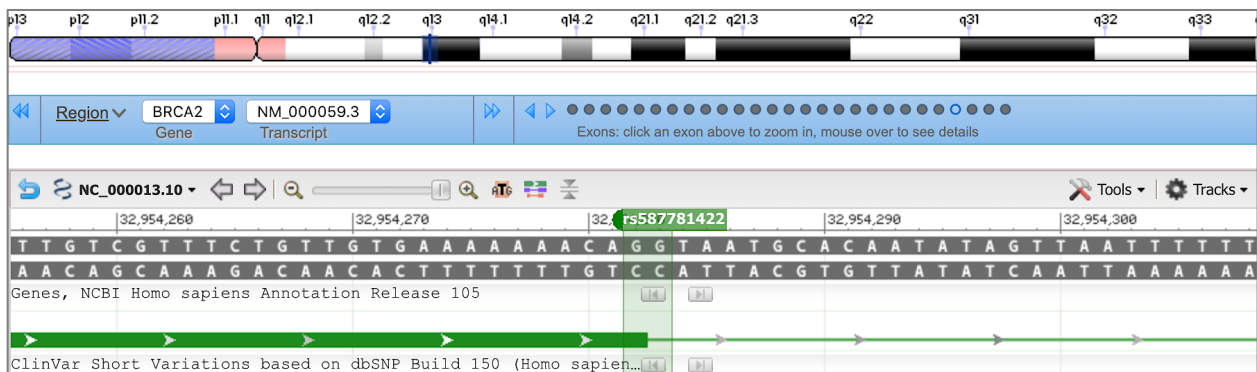 p13 p12 p11.2 p11.1 q11 q12.1 q12.2 q13 q14.1 q14.2 q21.1 q21.2 q21.3 q22 q31 q32 q33
Region BRCA2 NM_000059.3
Gene Transcript Exons: click an exon above to zoom in, mouse over to see details
NC_000013.10 ATG Tools Tracks
32,954,260 32,954,270 32, rs587781422 32,954,290 32,954,300
T T G T C G T T T C T G T T G T G A A A A A A A C A G G T A A T G C A C A A T A T A G T T A A T T T T T T
A A C A G C A A A G A C A A C A C T T T T T T T G T C C A T T A C G T G T T A T A T C A A T T A A A A A A
Genes, NCBI Homo sapiens Annotation Release 105
ClinVar Short Variations based on dbSNP Build 150 (Homo sapien...